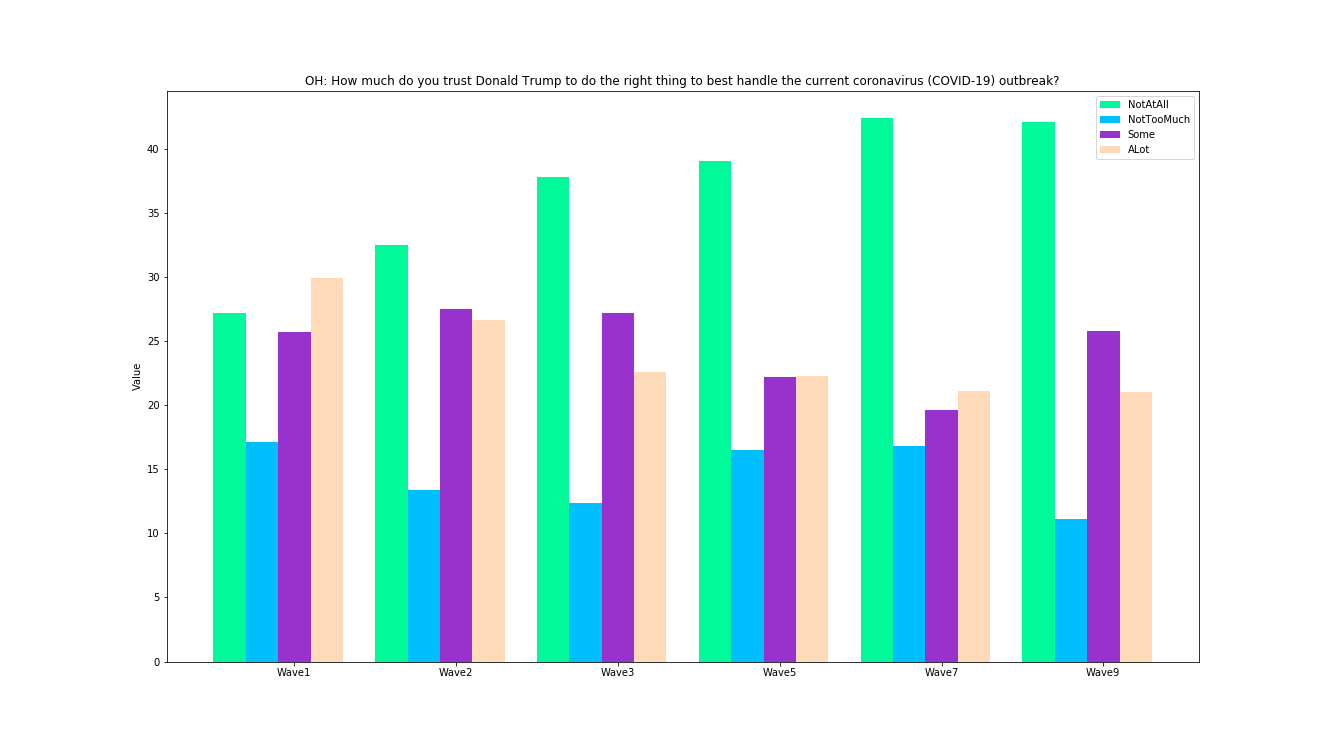 OH: How much do you trust Donald Trump to do the right thing to best handle the current coronavirus (COVID-19) outbreak?
NotAtAll
NotTooMuch
Some
ALot
40
35
30
25
20
15
10
5
0
Value
Wave1 Wave2 Wave3 Wave5 Wave7 Wave9